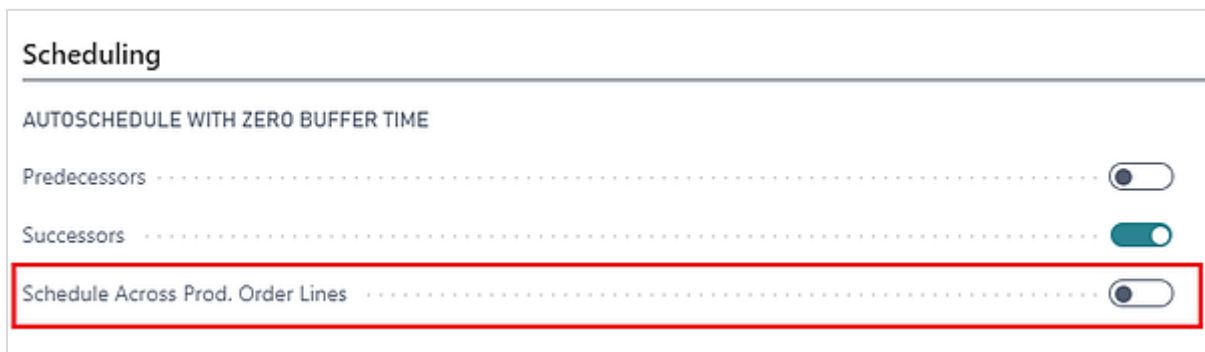 Scheduling
AUTOSCHEDULE WITH ZERO BUFFER TIME
Predecessors
Successors
Schedule Across Prod. Order Lines